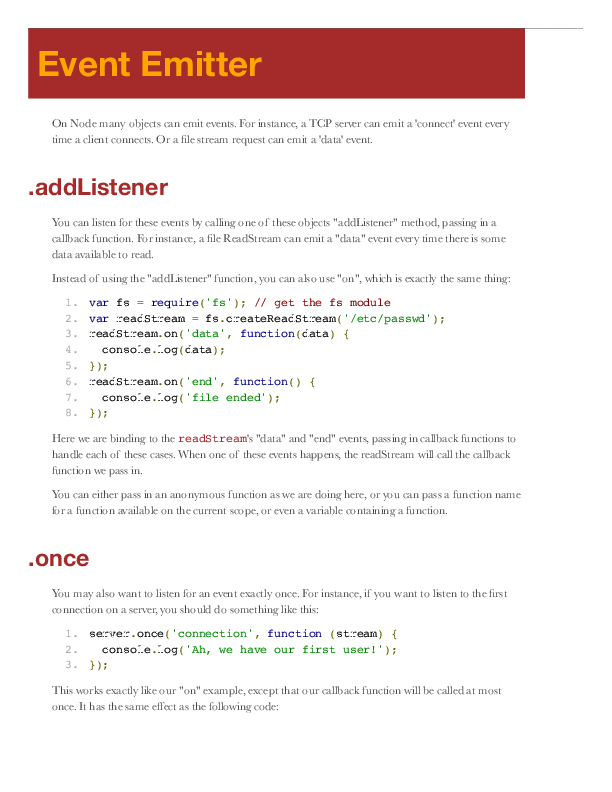 Event Emitter
On Node many objects can emit events. For instance, a TCP server can emit a 'connect' event every
time a client connects. Or a file stream request can emit a 'data' event.
.addListener
You can listen for these events by calling one of these objects "addListener" method, passing in a
callback function. For instance, a file ReadStream can emit a "data" event every time there is some
data available to read.
Instead of using the "addListener" function, you can also use "on", which is exactly the same thing:
1. var fs = require('fs'); // get the fs module
2. var readStream = fs.createReadStream('/etc/passwd');
3. readStream.on('data', function(data) {
4.   console.log(data);
5. });
6. readStream.on('end', function() {
7.   console.log('file ended');
8. });
Here we are binding to the readStream's "data" and "end" events, passing in callback functions to
handle each of these cases. When one of these events happens, the readStream will call the callback
function we pass in.
You can either pass in an anonymous function as we are doing here, or you can pass a function name
for a function available on the current scope, or even a variable containing a function.
.once
You may also want to listen for an event exactly once. For instance, if you want to listen to the first
connection on a server, you should do something like this:
1. server.once('connection', function (stream) {
2.   console.log('Ah, we have our first user!');
3. });
This works exactly like our "on" example, except that our callback function will be called at most
once. It has the same effect as the following code: